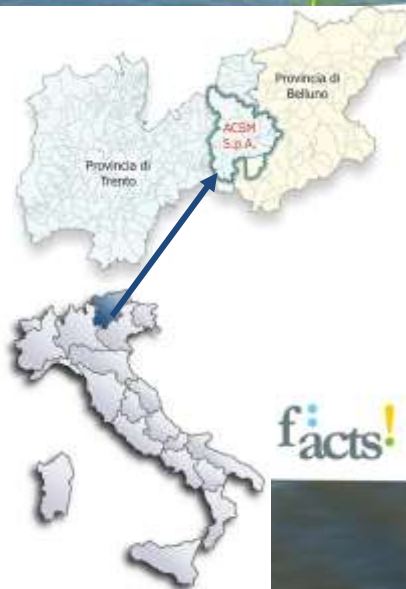 Provincia di
Belluno
ACSM
S.p.A.
Provincia di
Trento
facts!